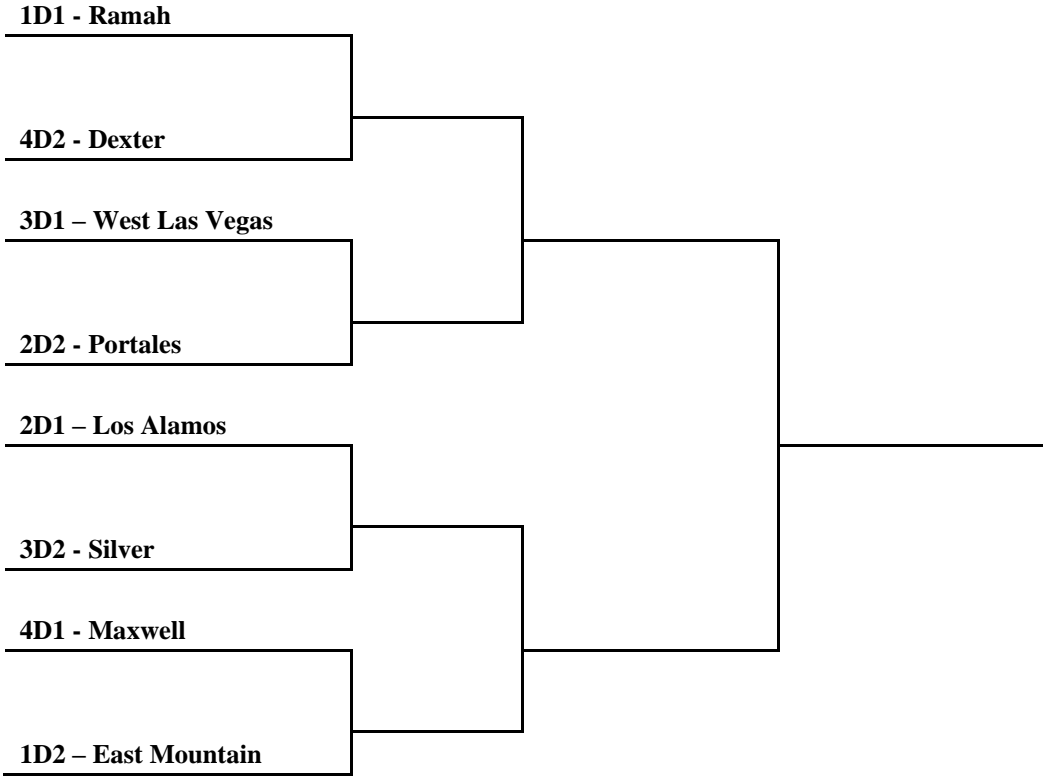 1D1 - Ramah
4D2 - Dexter
3D1 – West Las Vegas
2D2 - Portales
2D1 – Los Alamos
3D2 - Silver
4D1 - Maxwell
1D2 – East Mountain